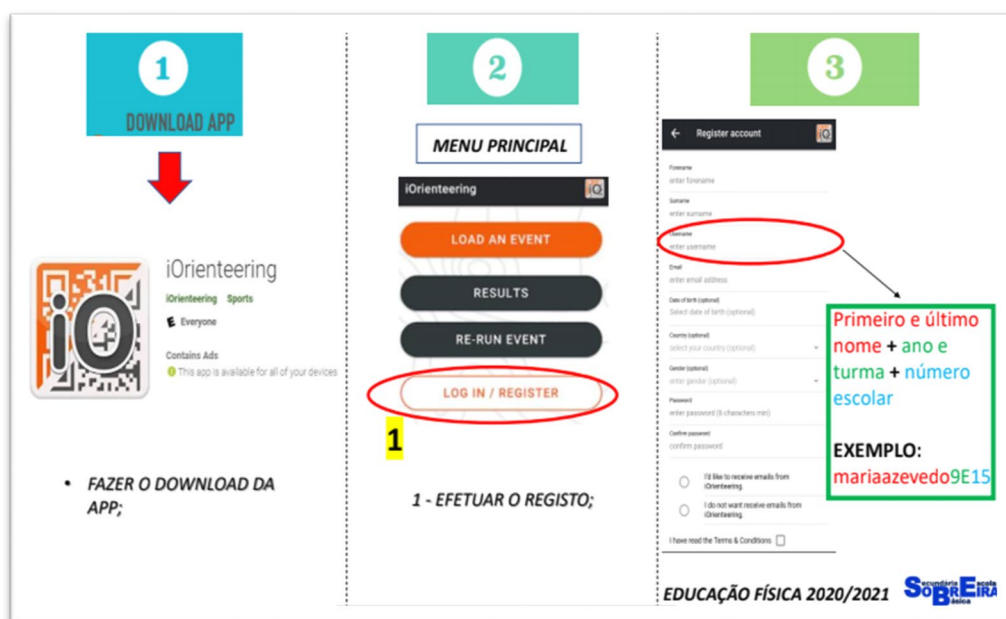 1
DOWNLOAD APP
iO
iOrienteering
iOrienteering Sports
E Everyone
Contains Ads
This app is available for all of your devices
• FAZER O DOWNLOAD DA
APP;
2
MENU PRINCIPAL
iOrienteering
iO
LOAD AN EVENT
RESULTS
RE-RUN EVENT
LOG IN / REGISTER
1
1 - EFETUAR O REGISTO;
3
← Register account
iO
Forename
enter forename
Surname
enter surname
Username
enter username
Email
enter email address
Date of birth (optional)
Select date of birth (optional)
Country (optional)
select your country (optional)
Gender (optional)
enter gender (optional)
Password
enter password (8 characters min)
Confirm password
confirm password
I'd like to receive emails from
iOrienteering.
I do not want receive emails from
iOrienteering.
I have read the Terms & Conditions
Primeiro e último
nome + ano e
turma + número
escolar
EXEMPLO:
mariaazevedo9E15
EDUCAÇÃO FÍSICA 2020/2021
Secundária Escola
SOBREIRA
Básica